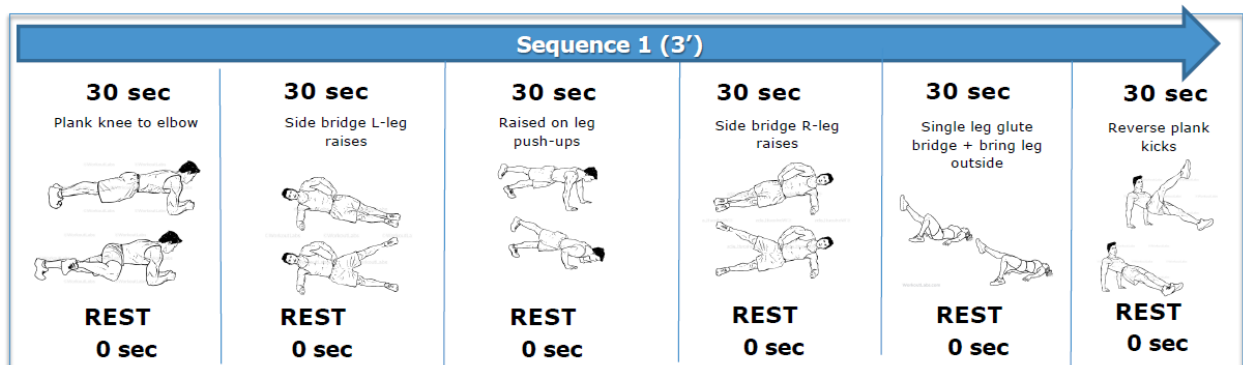 Sequence 1 (3’)
30 sec
Plank knee to elbow
REST
0 sec
30 sec
Side bridge L-leg
raises
REST
0 sec
30 sec
Raised on leg
push-ups
REST
0 sec
30 sec
Side bridge R-leg
raises
REST
0 sec
30 sec
Single leg glute
bridge + bring leg
outside
REST
0 sec
30 sec
Reverse plank
kicks
REST
0 sec